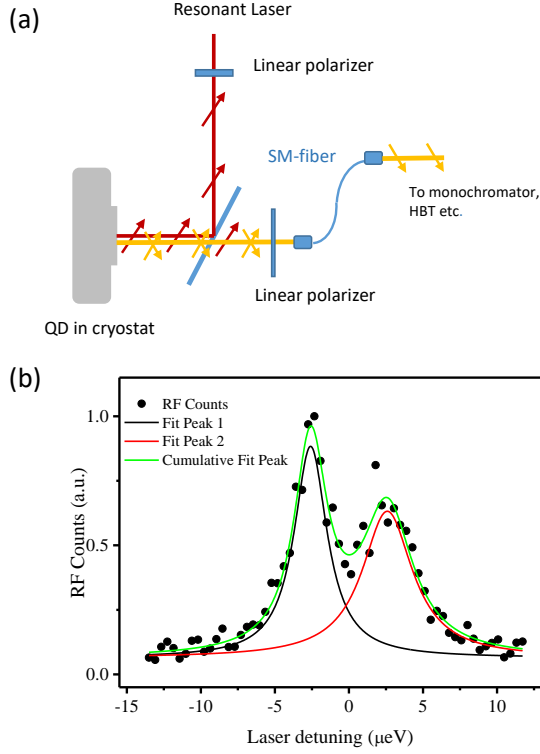 (a)
Resonant Laser
Linear polarizer
SM-fiber
To monochromator,
HBT etc.
Linear polarizer
QD in cryostat
(b)
RF Counts
Fit Peak 1
Fit Peak 2
Cumulative Fit Peak
1.0
0.5
0.0
RF Counts (a.u.)
-15 -10 -5 0 5 10
Laser detuning (μeV)